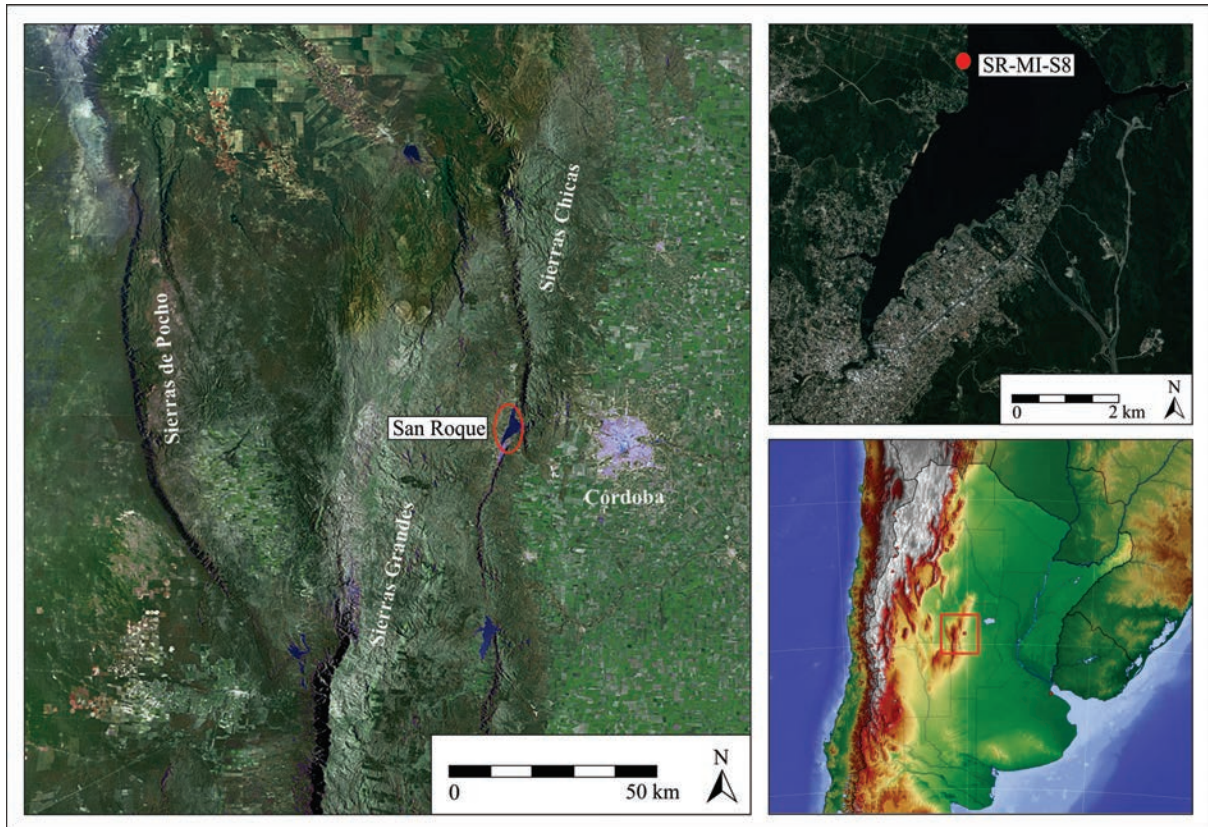 Sierras de Pocho
Sierras Grandes
Sierras Chicas
San Roque
Córdoba
N
0 50 km
SR-MI-S8
N
0 2 km